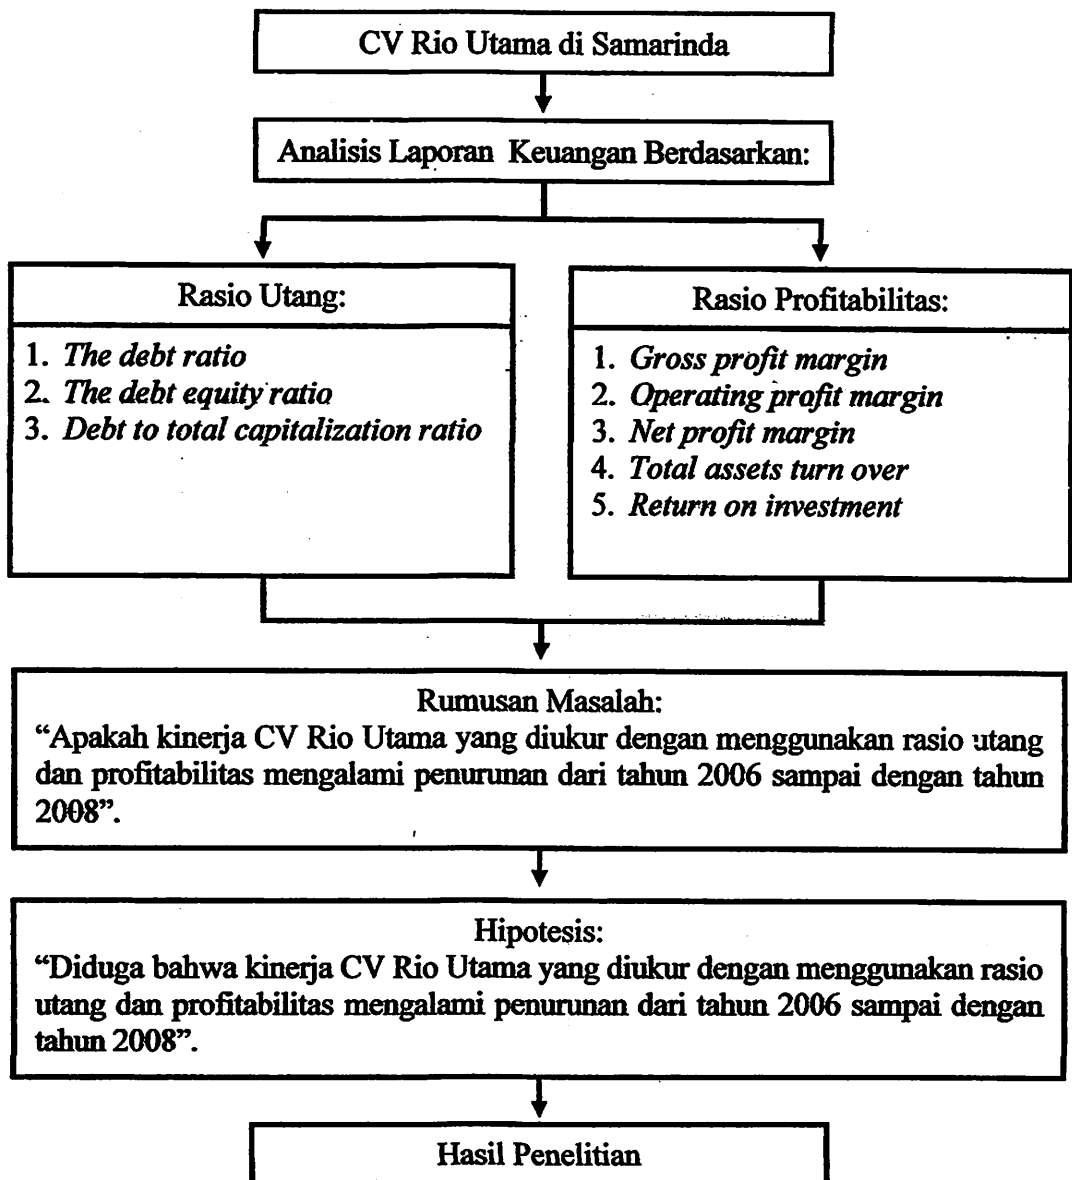 CV Rio Utama di Samarinda
Analisis Laporan Keuangan Berdasarkan:
Rasio Utang:
1. The debt ratio
2. The debt equity ratio
3. Debt to total capitalization ratio
Rasio Profitabilitas:
1. Gross profit margin
2. Operating profit margin
3. Net profit margin
4. Total assets turn over
5. Return on investment
Rumusan Masalah:
“Apakah kinerja CV Rio Utama yang diukur dengan menggunakan rasio utang
dan profitabilitas mengalami penurunan dari tahun 2006 sampai dengan tahun
2008”.
Hipotesis:
“Diduga bahwa kinerja CV Rio Utama yang diukur dengan menggunakan rasio
utang dan profitabilitas mengalami penurunan dari tahun 2006 sampai dengan
tahun 2008”.
Hasil Penelitian